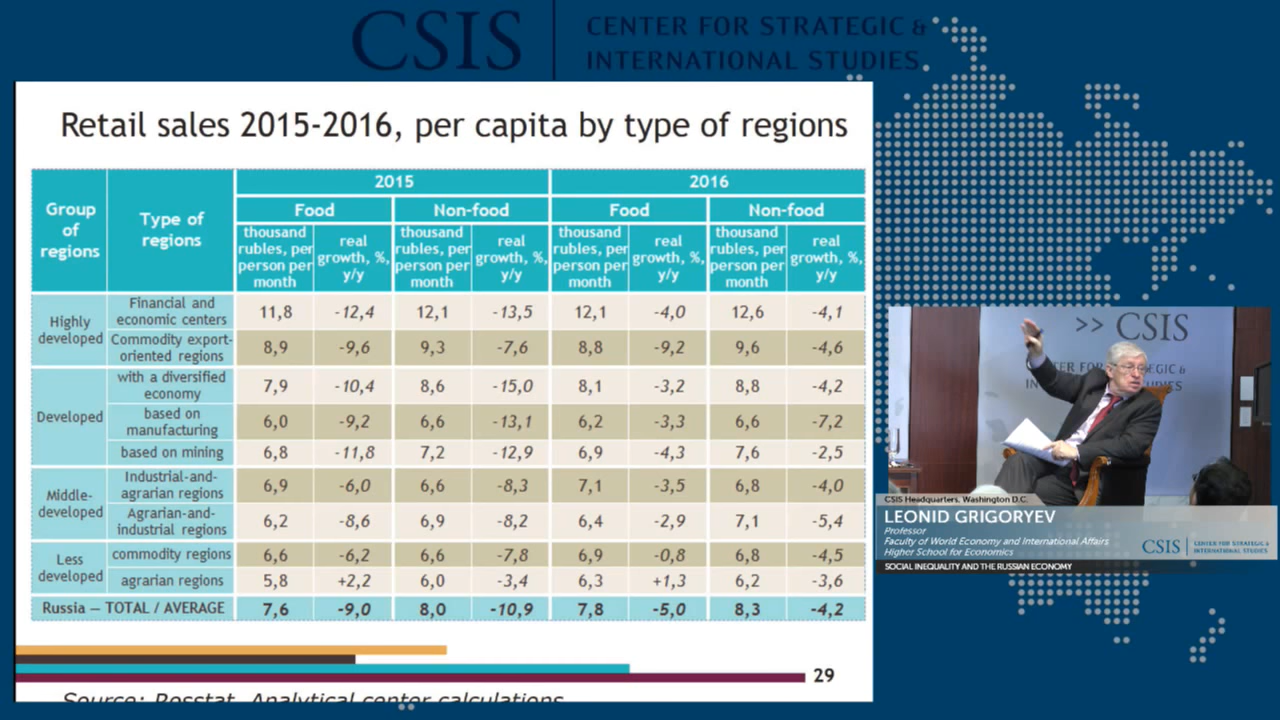 CSIS
CENTER FOR STRATEGIC &
INTERNATIONAL STUDIES
Retail sales 2015-2016, per capita by type of regions
Group of regions
Type of regions
2015
2016
Food
Non-food
Food
Non-food
thousand rubles, per person per month
real growth, %, y/y
thousand rubles, per person per month
real growth, %, y/y
thousand rubles, per person per month
real growth, %, y/y
thousand rubles, per person per month
real growth, %, y/y
Highly developed
Financial and economic centers 11,8 -12,4 12,1 -13,5 12,1 -4,0 12,6 -4,1
Commodity export-oriented regions 8,9 -9,6 9,3 -7,6 8,8 -9,2 9,6 -4,6
Developed
with a diversified economy 7,9 -10,4 8,6 -15,0 8,1 -3,2 8,8 -4,2
based on manufacturing 6,0 -9,2 6,6 -13,1 6,2 -3,3 6,6 -7,2
based on mining 6,8 -11,8 7,2 -12,9 6,9 -4,3 7,6 -2,5
Middle-developed
Industrial-and-agrarian regions 6,9 -6,0 6,6 -8,3 7,1 -3,5 6,8 -4,0
Agrarian-and-industrial regions 6,2 -8,6 6,9 -8,2 6,4 -2,9 7,1 -5,4
Less developed
commodity regions 6,6 -6,2 6,6 -7,8 6,9 -0,8 6,8 -4,5
agrarian regions 5,8 +2,2 6,0 -3,4 6,3 +1,3 6,2 -3,6
Russia — TOTAL / AVERAGE 7,6 -9,0 8,0 -10,9 7,8 -5,0 8,3 -4,2
29
Source: Rosstat, Analytical center calculations
>> CSIS
CSIS Headquarters, Washington D.C.
LEONID GRIGORYEV
Professor
Faculty of World Economy and International Affairs
Higher School for Economics
CSIS
CENTER FOR STRATEGIC &
INTERNATIONAL STUDIES
SOCIAL INEQUALITY AND THE RUSSIAN ECONOMY